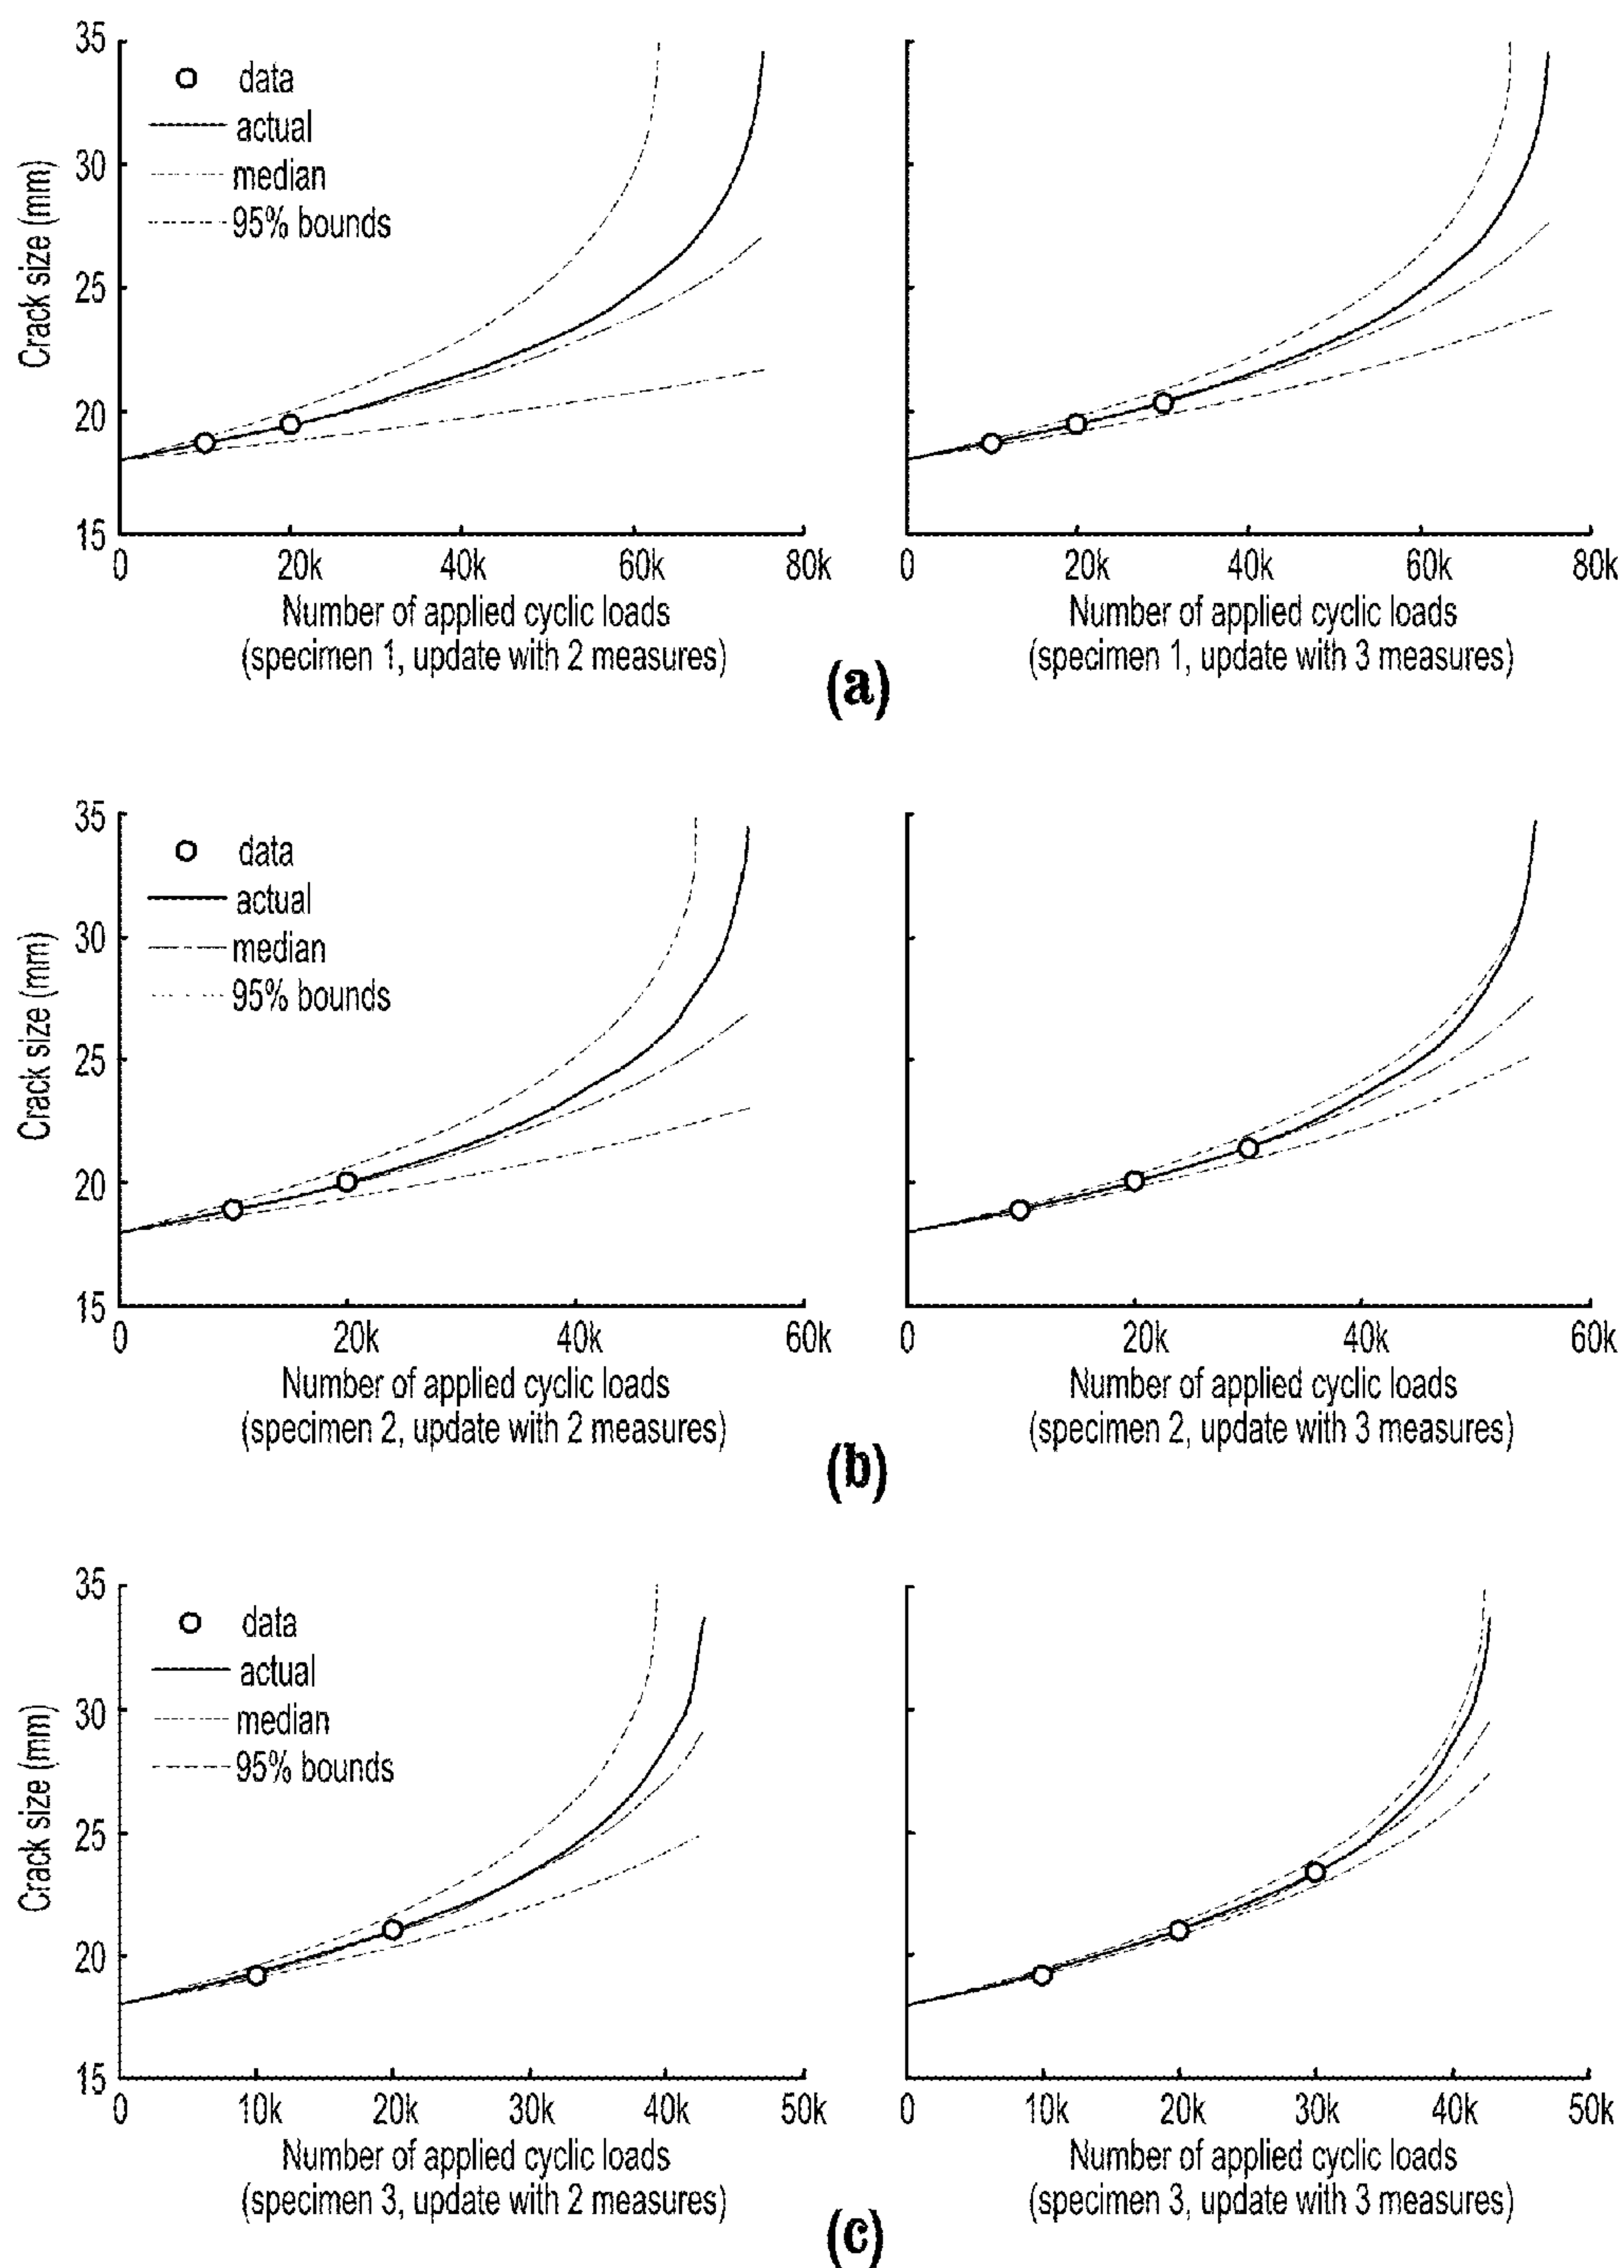 35
30
25
20
15
Crack size (mm)
data
actual
median
95% bounds
0 20k 40k 60k 80k
Number of applied cyclic loads
(specimen 1, update with 2 measures)
0 20k 40k 60k 80k
Number of applied cyclic loads
(specimen 1, update with 3 measures)
(a)
35
30
25
20
15
Crack size (mm)
data
actual
median
95% bounds
0 20k 40k 60k
Number of applied cyclic loads
(specimen 2, update with 2 measures)
0 20k 40k 60k
Number of applied cyclic loads
(specimen 2, update with 3 measures)
(b)
35
30
25
20
15
Crack size (mm)
data
actual
median
95% bounds
0 10k 20k 30k 40k 50k
Number of applied cyclic loads
(specimen 3, update with 2 measures)
0 10k 20k 30k 40k 50k
Number of applied cyclic loads
(specimen 3, update with 3 measures)
(c)